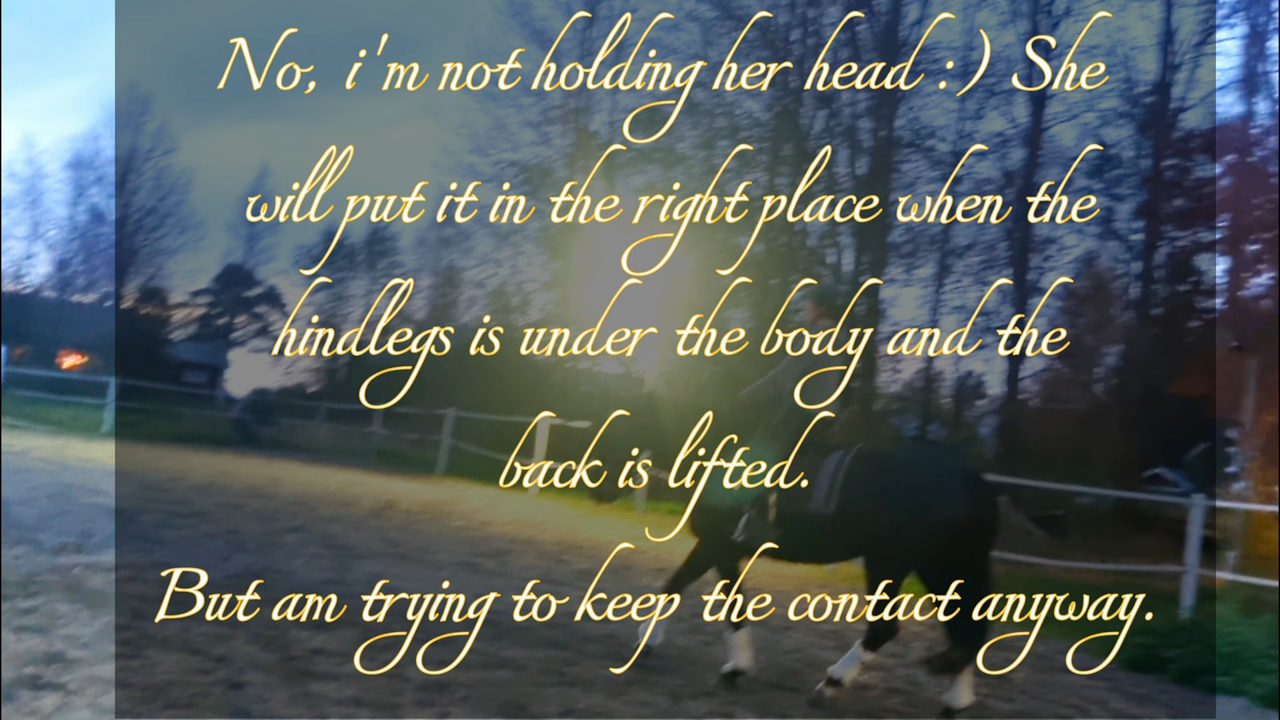 No, i'm not holding her head :) She
will put it in the right place when the
hindlegs is under the body and the
back is lifted.
But am trying to keep the contact anyway.